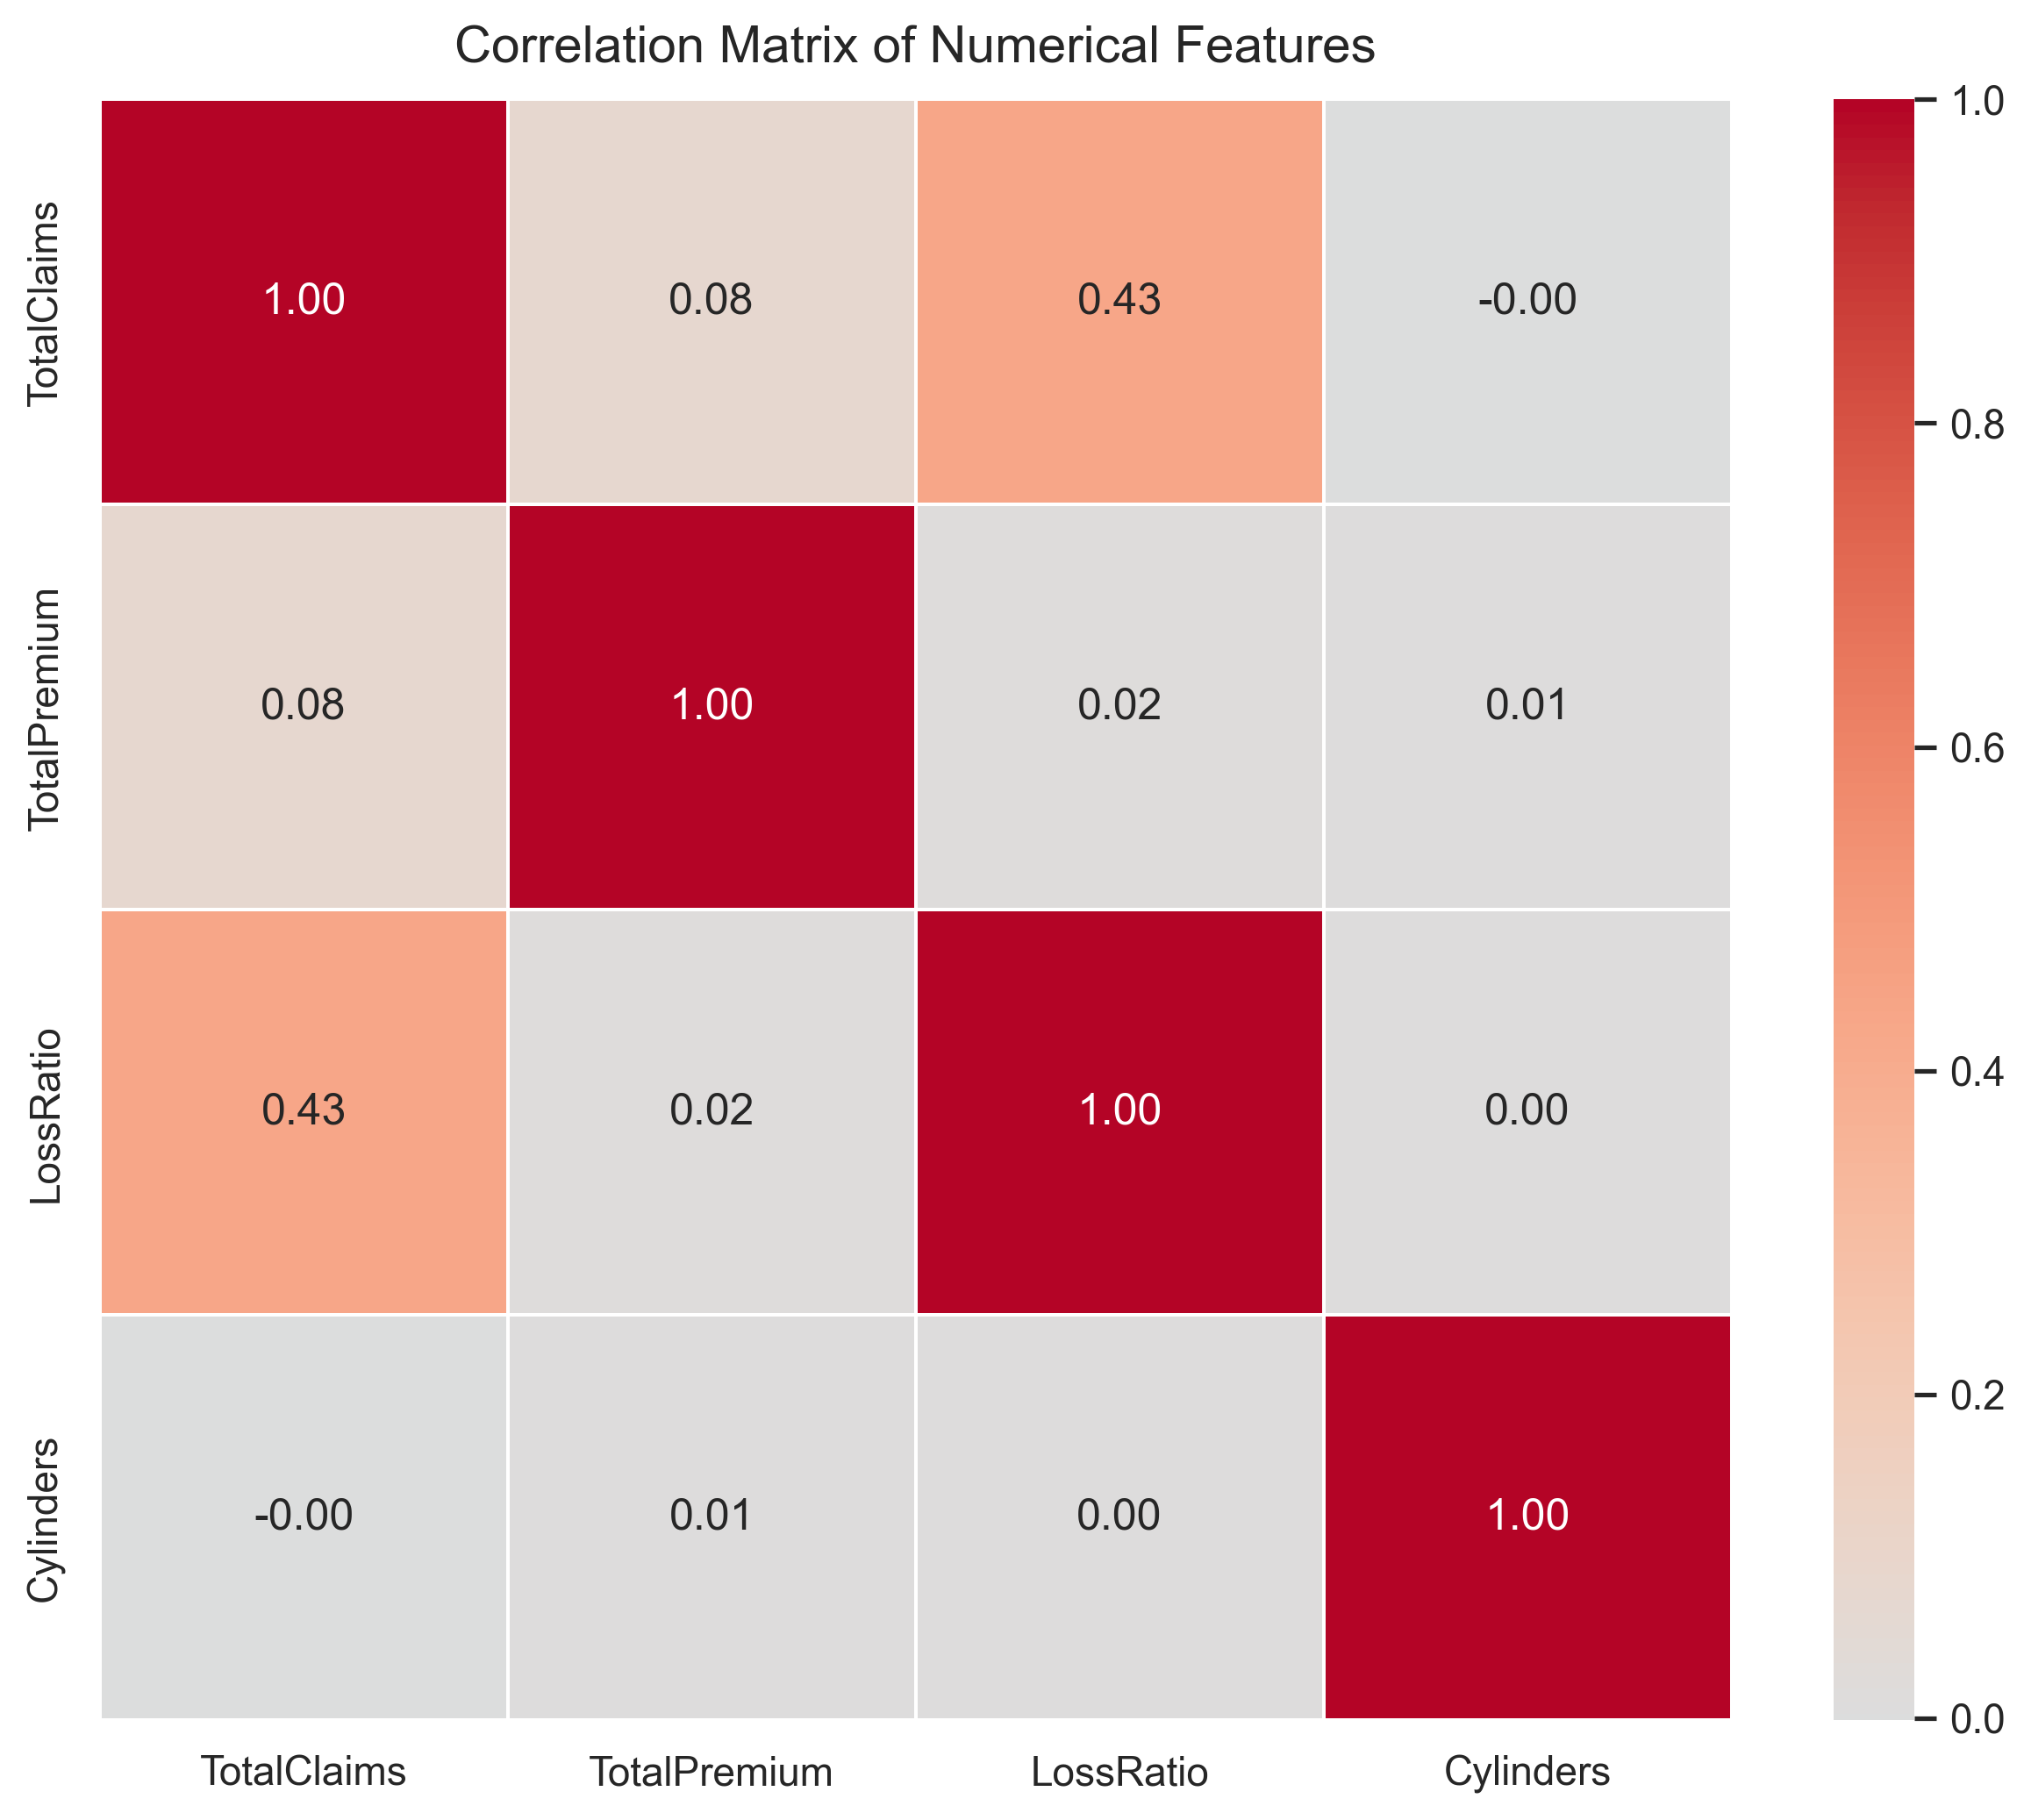 Correlation Matrix of Numerical Features
TotalClaims
1.00 0.08 0.43 -0.00
TotalPremium
0.08 1.00 0.02 0.01
LossRatio
0.43 0.02 1.00 0.00
Cylinders
-0.00 0.01 0.00 1.00
TotalClaims TotalPremium LossRatio Cylinders
1.0
0.8
0.6
0.4
0.2
0.0